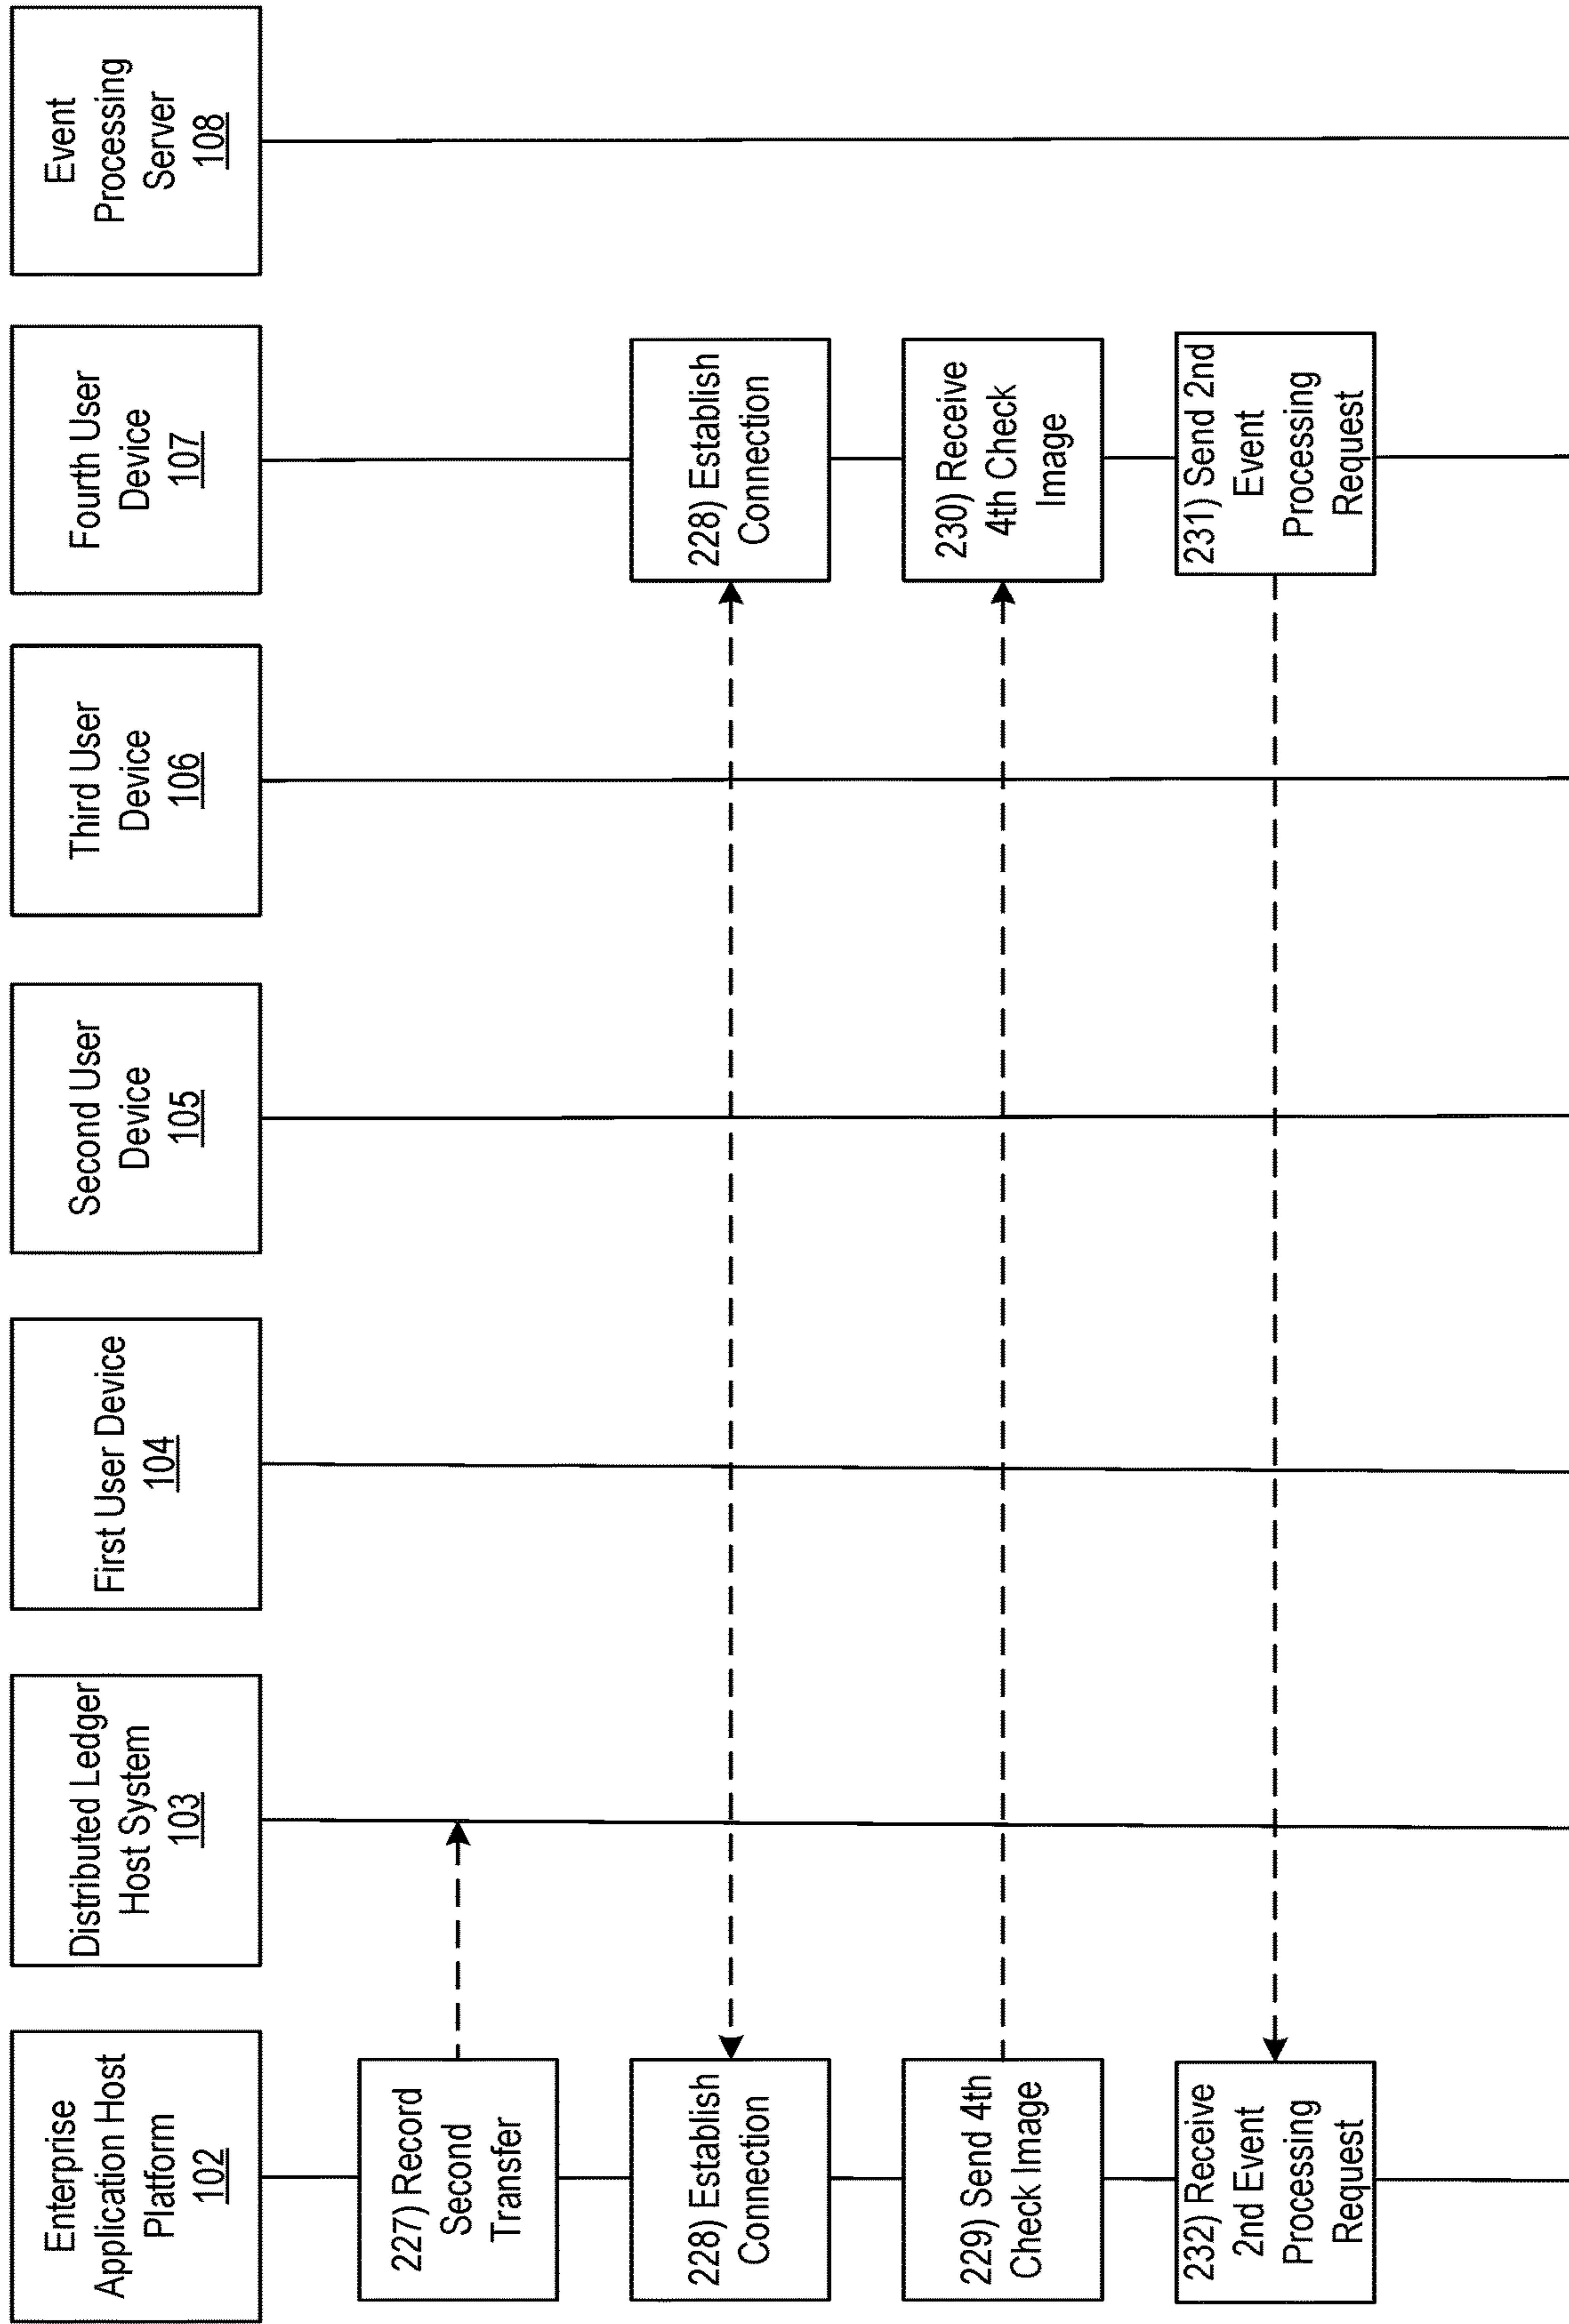 Enterprise
Application Host
Platform
102
Distributed Ledger
Host System
103
First User Device
104
Second User
Device
105
Third User
Device
106
Fourth User
Device
107
Event
Processing
Server
108
227) Record
Second
Transfer
228) Establish
Connection
228) Establish
Connection
229) Send 4th
Check Image
230) Receive
4th Check
Image
231) Send 2nd
Event
Processing
Request
232) Receive
2nd Event
Processing
Request